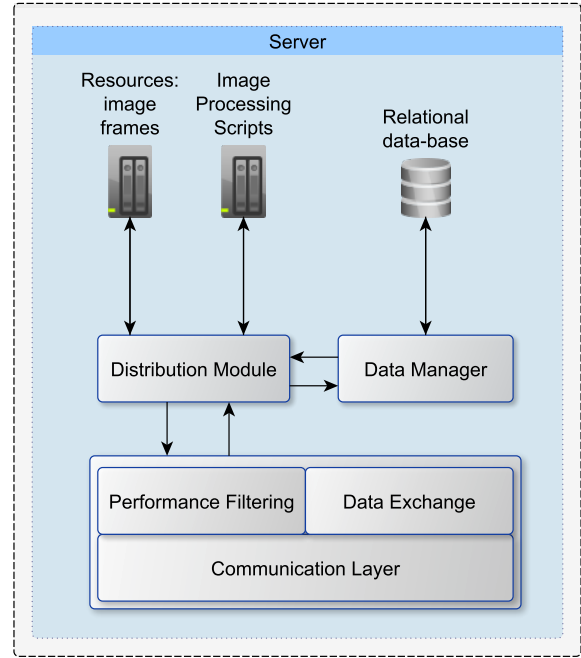 Server
Resources:
image
frames
Image
Processing
Scripts
Relational
data-base
Distribution Module
Data Manager
Performance Filtering
Data Exchange
Communication Layer